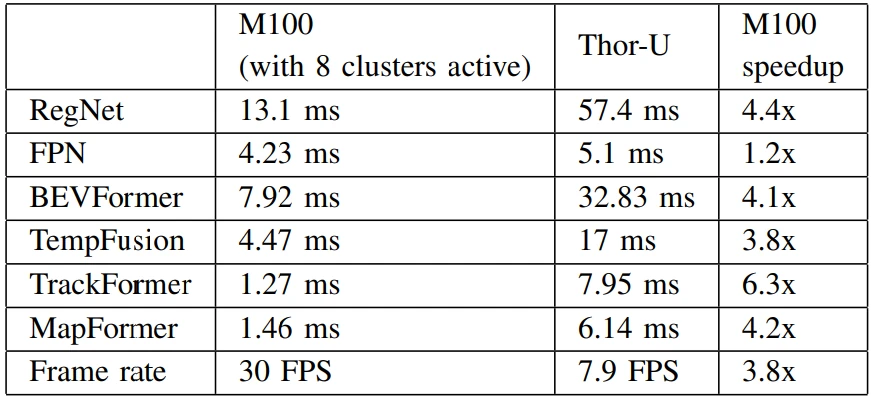 M100 (with 8 clusters active) Thor-U M100 speedup
RegNet 13.1 ms 57.4 ms 4.4x
FPN 4.23 ms 5.1 ms 1.2x
BEVFormer 7.92 ms 32.83 ms 4.1x
TempFusion 4.47 ms 17 ms 3.8x
TrackFormer 1.27 ms 7.95 ms 6.3x
MapFormer 1.46 ms 6.14 ms 4.2x
Frame rate 30 FPS 7.9 FPS 3.8x